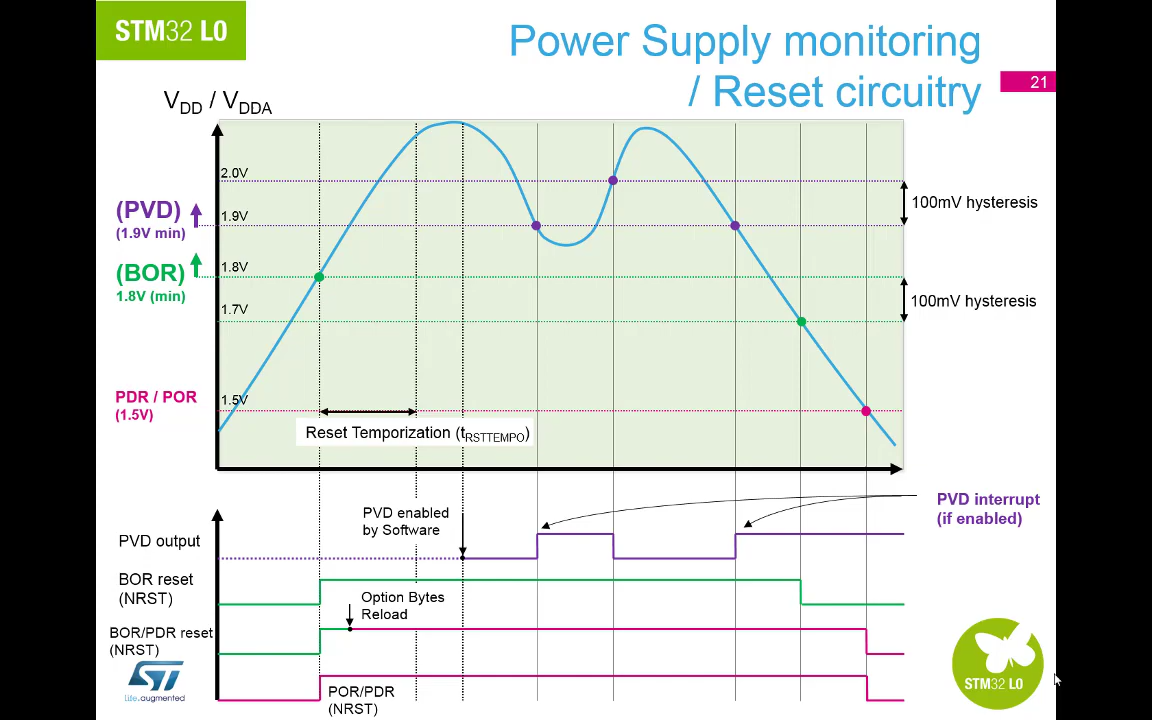 STM32 L0
Power Supply monitoring
/ Reset circuitry
21
VDD / VDDA
2.0V
100mV hysteresis
(PVD)
(1.9V min)
1.9V
(BOR)
1.8V (min)
1.8V
100mV hysteresis
1.7V
PDR / POR
(1.5V)
1.5V
Reset Temporization (tRSTTEMPO)
PVD interrupt
(if enabled)
PVD enabled
by Software
PVD output
BOR reset
(NRST)
Option Bytes
Reload
BOR/PDR reset
(NRST)
POR/PDR
(NRST)
ST
life.augmented
STM32 L0